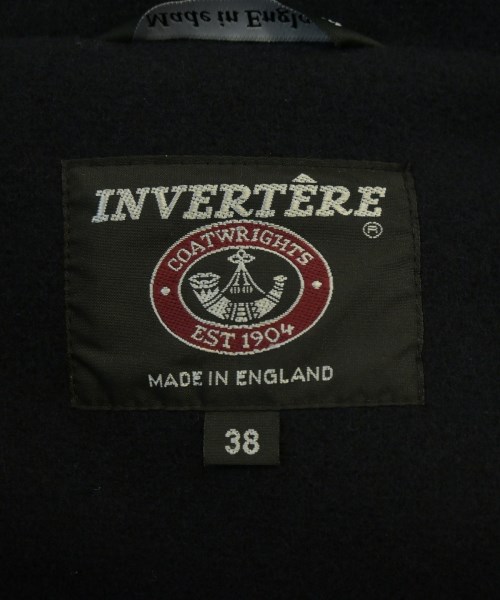 Made in England
INVERTÊRE
®
COATWRIGHTS
EST 1904
MADE IN ENGLAND
38